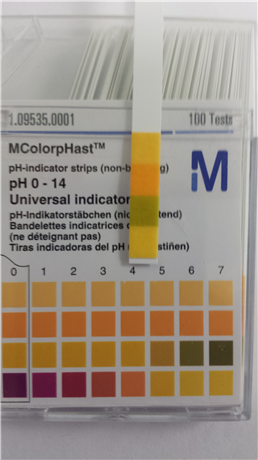 1.09535.0001 100 Tests
MColorpHast™
pH-indicator strips (non-b
pH 0 - 14
Universal indicator
pH-Indikatorstäbchen (nic
Bandelettes indicatrices d
(ne déteignant pas)
Tiras indicadoras del pH
M
0 1 2 3 4 5 6 7